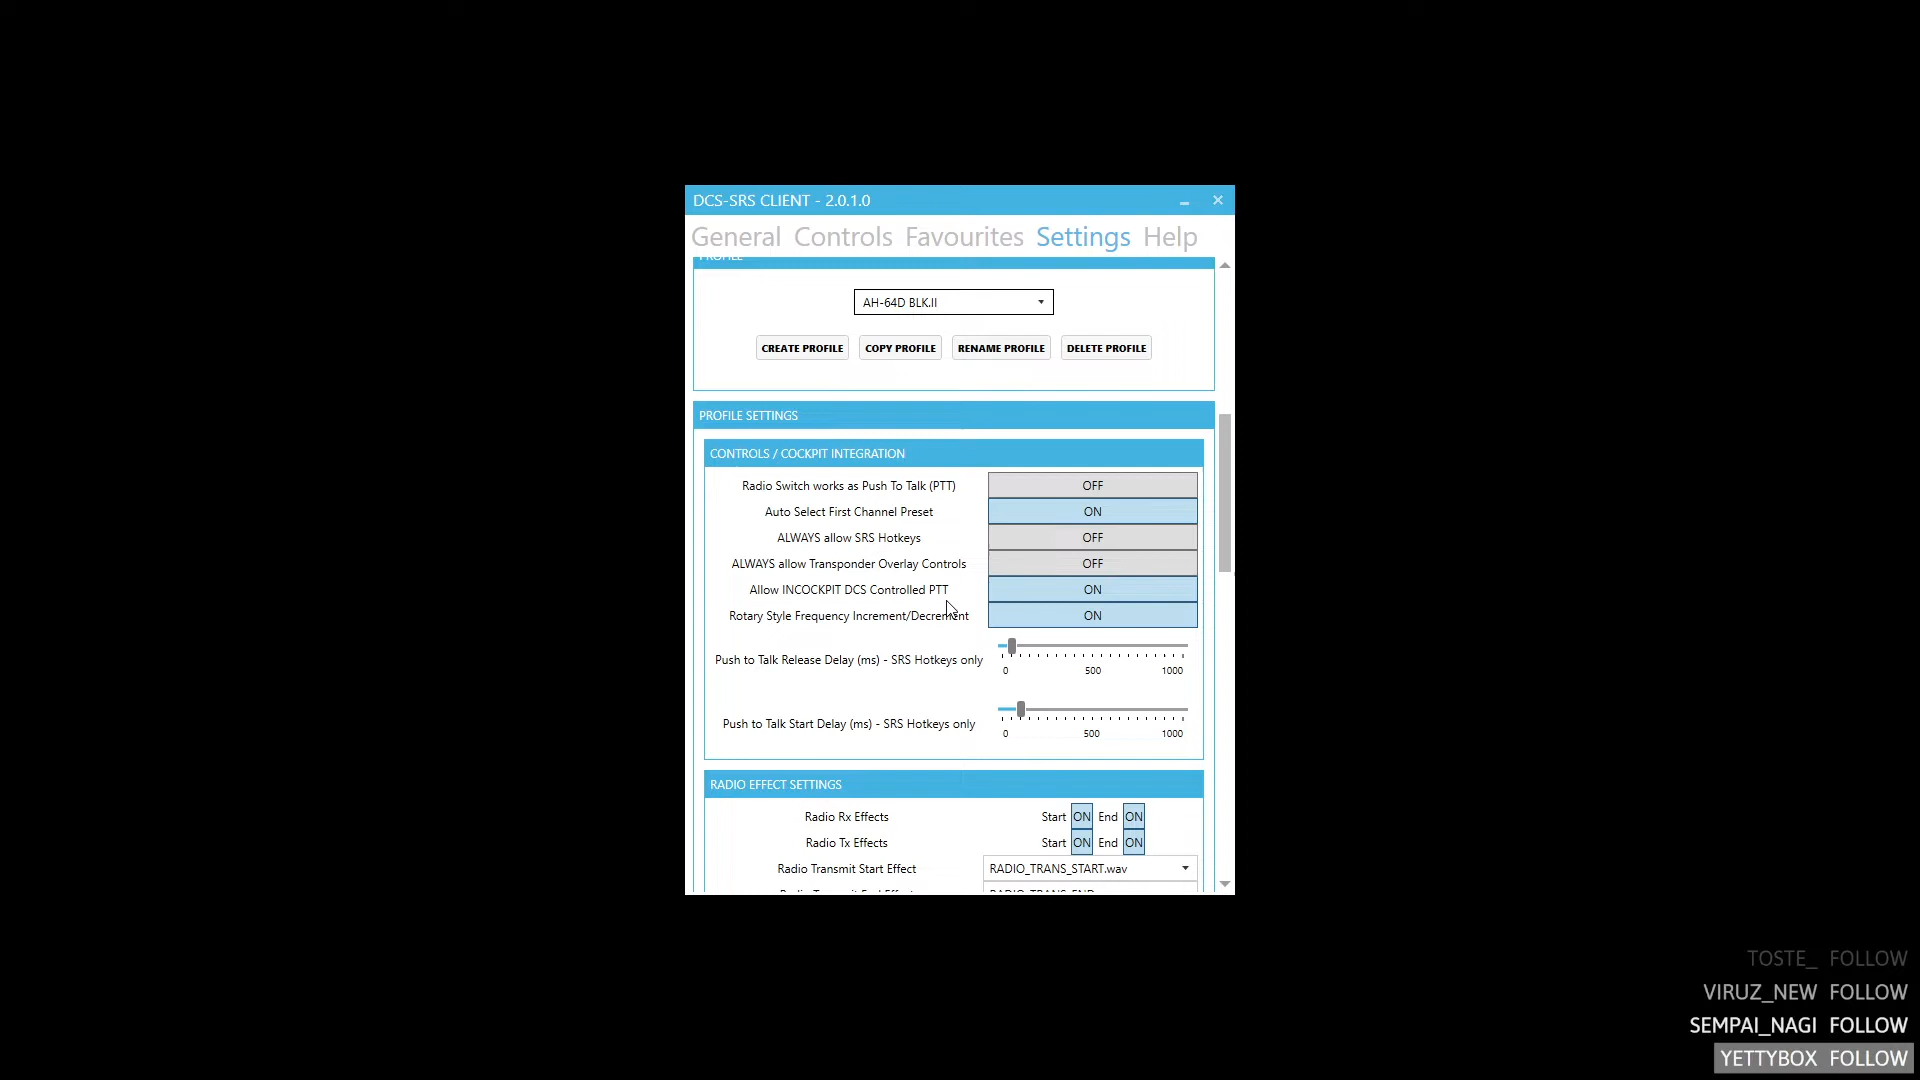 DCS-SRS CLIENT - 2.0.1.0
General Controls Favourites Settings Help
PROFILE
AH-64D BLK.II
CREATE PROFILE COPY PROFILE RENAME PROFILE DELETE PROFILE
PROFILE SETTINGS
CONTROLS / COCKPIT INTEGRATION
Radio Switch works as Push To Talk (PTT) OFF
Auto Select First Channel Preset ON
ALWAYS allow SRS Hotkeys OFF
ALWAYS allow Transponder Overlay Controls OFF
Allow INCOCKPIT DCS Controlled PTT ON
Rotary Style Frequency Increment/Decrement ON
Push to Talk Release Delay (ms) - SRS Hotkeys only
0 500 1000
Push to Talk Start Delay (ms) - SRS Hotkeys only
0 500 1000
RADIO EFFECT SETTINGS
Radio Rx Effects Start ON End ON
Radio Tx Effects Start ON End ON
Radio Transmit Start Effect RADIO_TRANS_START.wav
TOSTE_ FOLLOW
VIRUZ_NEW FOLLOW
SEMPAI_NAGI FOLLOW
YETTYBOX FOLLOW